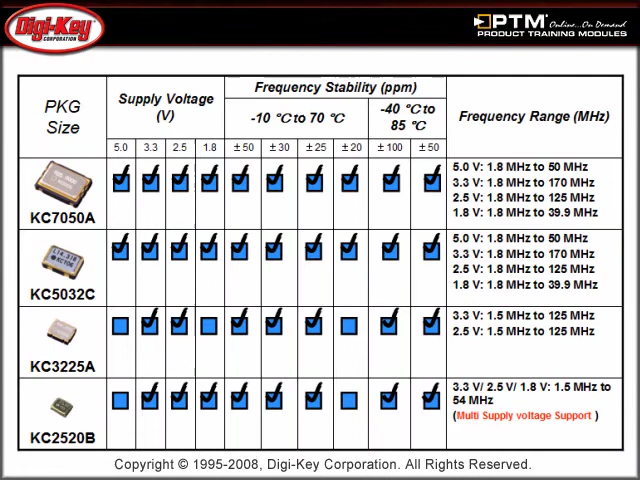 Digi-Key
CORPORATION
PTM
Online...On Demand
PRODUCT TRAINING MODULES
PKG
Size
Supply Voltage
(V)
Frequency Stability (ppm)
-10 °C to 70 °C
-40 °C to
85 °C
Frequency Range (MHz)
5.0 3.3 2.5 1.8 ± 50 ± 30 ± 25 ± 20 ± 100 ± 50
KC7050A
5.0 V: 1.8 MHz to 50 MHz
3.3 V: 1.8 MHz to 170 MHz
2.5 V: 1.8 MHz to 125 MHz
1.8 V: 1.8 MHz to 39.9 MHz
KC5032C
5.0 V: 1.8 MHz to 50 MHz
3.3 V: 1.8 MHz to 170 MHz
2.5 V: 1.8 MHz to 125 MHz
1.8 V: 1.8 MHz to 39.9 MHz
KC3225A
3.3 V: 1.5 MHz to 125 MHz
2.5 V: 1.5 MHz to 125 MHz
KC2520B
3.3 V/ 2.5 V/ 1.8 V: 1.5 MHz to
54 MHz
(Multi Supply voltage Support )
Copyright © 1995-2008, Digi-Key Corporation. All Rights Reserved.